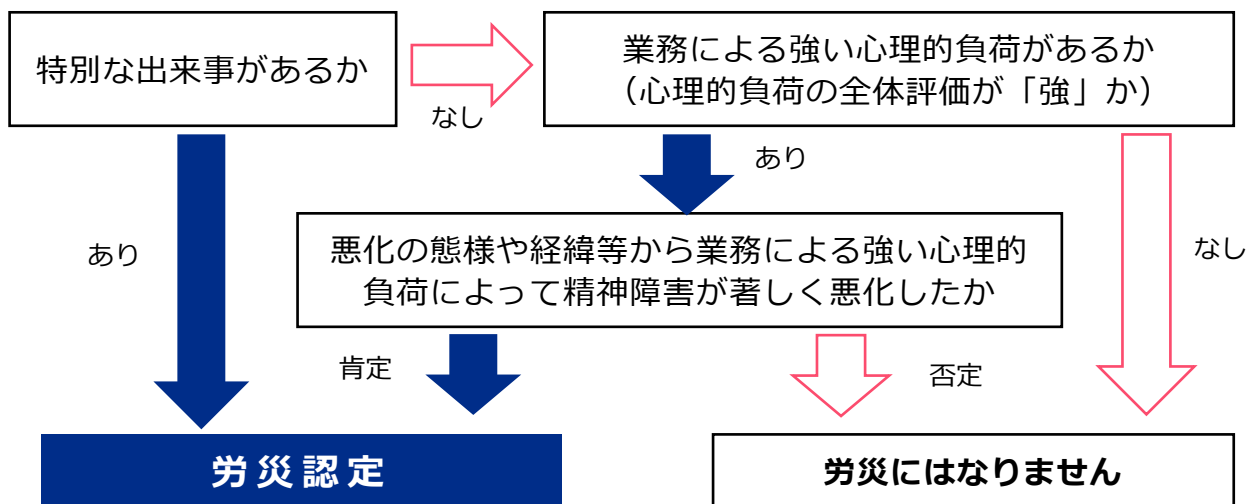 特別な出来事があるか
なし
業務による強い心理的負荷があるか
（心理的負荷の全体評価が「強」か）
あり
あり
なし
悪化の態様や経緯等から業務による強い心理的
負荷によって精神障害が著しく悪化したか
肯定
否定
労災認定
労災にはなりません